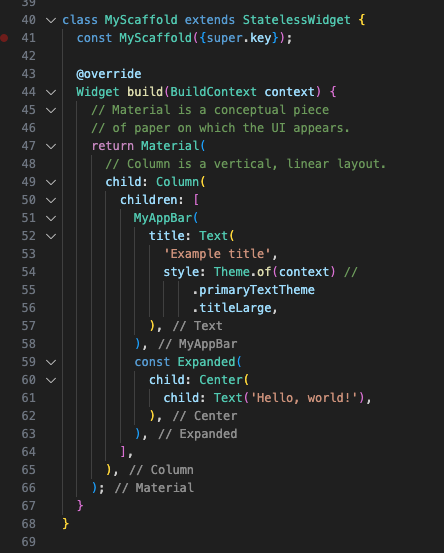 39
40 class MyScaffold extends StatelessWidget {
41   const MyScaffold({super.key});
42
43   @override
44   Widget build(BuildContext context) {
45     // Material is a conceptual piece
46     // of paper on which the UI appears.
47     return Material(
48       // Column is a vertical, linear layout.
49       child: Column(
50         children: [
51           MyAppBar(
52             title: Text(
53               'Example title',
54               style: Theme.of(context) //
55                   .primaryTextTheme
56                   .titleLarge,
57             ), // Text
58           ), // MyAppBar
59           const Expanded(
60             child: Center(
61               child: Text('Hello, world!'),
62             ), // Center
63           ), // Expanded
64         ],
65       ), // Column
66     ); // Material
67   }
68 }
69